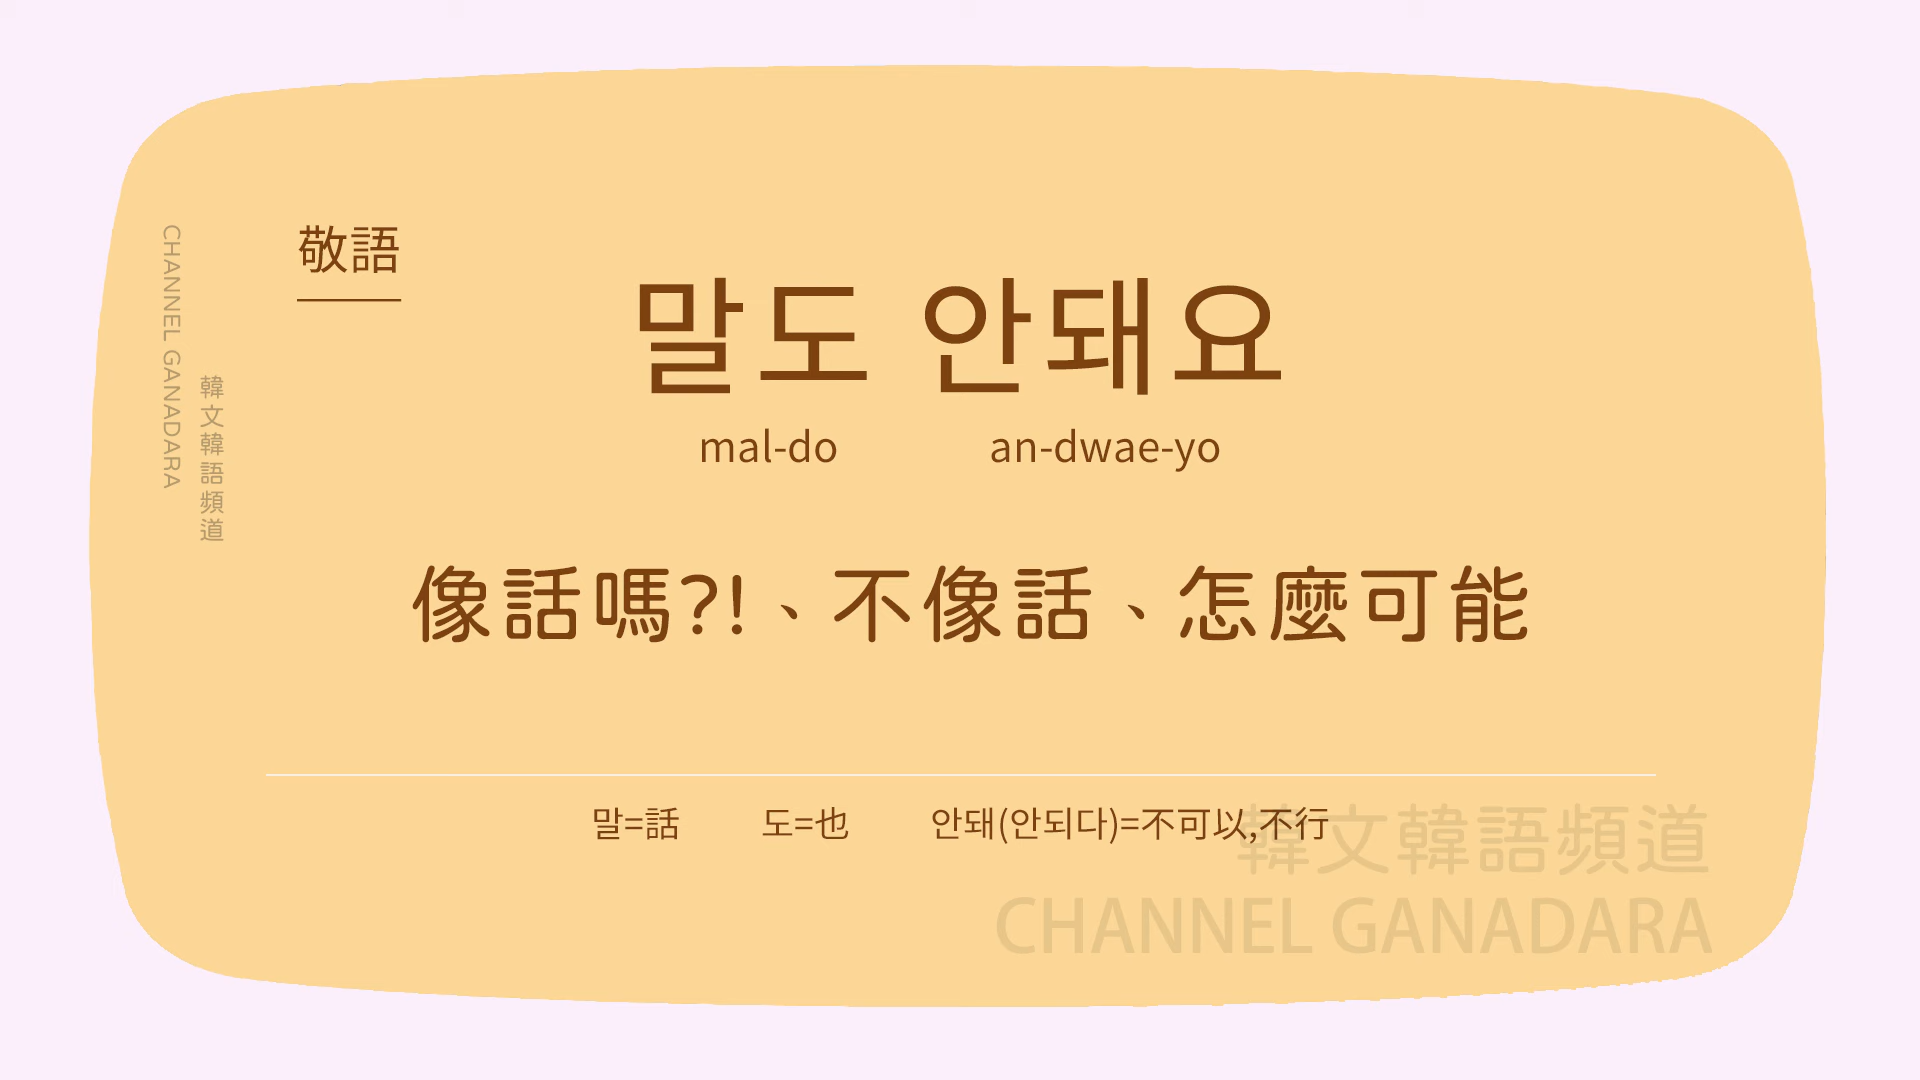 敬語
말도 안돼요
mal-do an-dwae-yo
像話嗎?!、不像話、怎麼可能
말=話 도=也 안돼(안되다)=不可以,不行
CHANNEL GANADARA
韓文韓語頻道
韓文韓語頻道
CHANNEL GANADARA